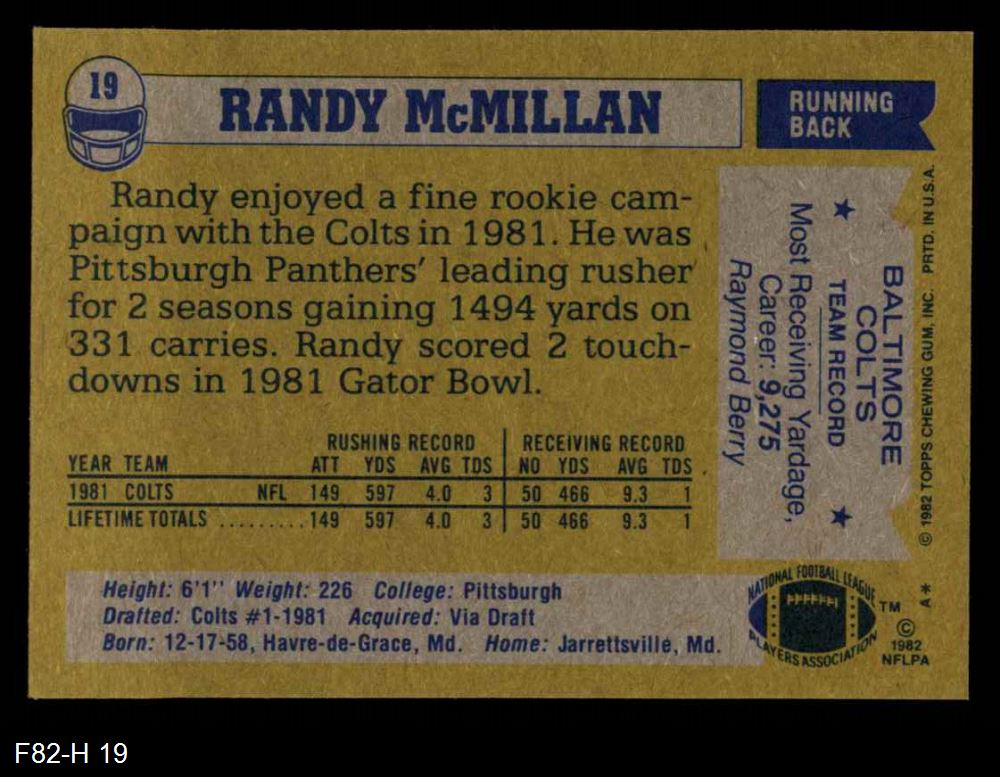 19
RANDY McMILLAN
RUNNING
BACK
Randy enjoyed a fine rookie cam-
paign with the Colts in 1981. He was
Pittsburgh Panthers' leading rusher
for 2 seasons gaining 1494 yards on
331 carries. Randy scored 2 touch-
downs in 1981 Gator Bowl.
RUSHING RECORD RECEIVING RECORD
YEAR TEAM ATT YDS AVG TDS NO YDS AVG TDS
1981 COLTS NFL 149 597 4.0 3 50 466 9.3 1
LIFETIME TOTALS .........149 597 4.0 3 50 466 9.3 1
BALTIMORE
COLTS
★ TEAM RECORD ★
Most Receiving Yardage,
Career: 9,275
Raymond Berry
© 1982 TOPPS CHEWING GUM, INC. PRTD. IN U.S.A.
Height: 6'1'' Weight: 226 College: Pittsburgh
Drafted: Colts #1-1981 Acquired: Via Draft
Born: 12-17-58, Havre-de-Grace, Md. Home: Jarrettsville, Md.
NATIONAL FOOTBALL LEAGUE
PLAYERS ASSOCIATION
TM
A*
©
1982
NFLPA
F82-H 19